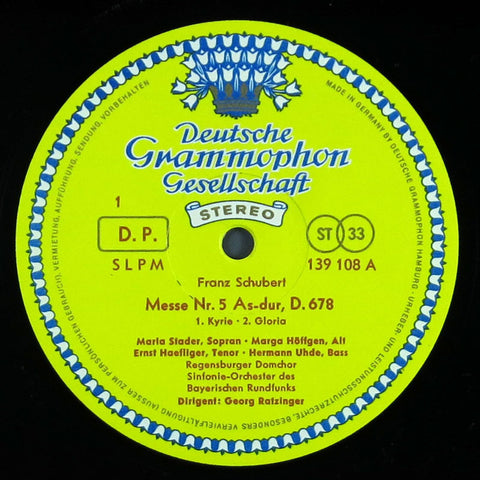 Deutsche
Grammophon
Gesellschaft
STEREO
1
D. P.
ST 33
SLPM
139 108 A
Franz Schubert
Messe Nr. 5 As-dur, D. 678
1. Kyrie · 2. Gloria
Maria Stader, Sopran · Marga Höffgen, Alt
Ernst Haefliger, Tenor · Hermann Uhde, Bass
Regensburger Domchor
Sinfonie-Orchester des
Bayerischen Rundfunks
Dirigent: Georg Ratzinger
MADE IN GERMANY BY DEUTSCHE GRAMMOPHON HAMBURG · URHEBER- UND LEISTUNGSSCHUTZRECHTE, BESONDERS VERVIELFÄLTIGUNG (AUSSER ZUM PERSÖNLICHEN GEBRAUCH), VERMIETUNG, AUFFÜHRUNG, SENDUNG, VORBEHALTEN